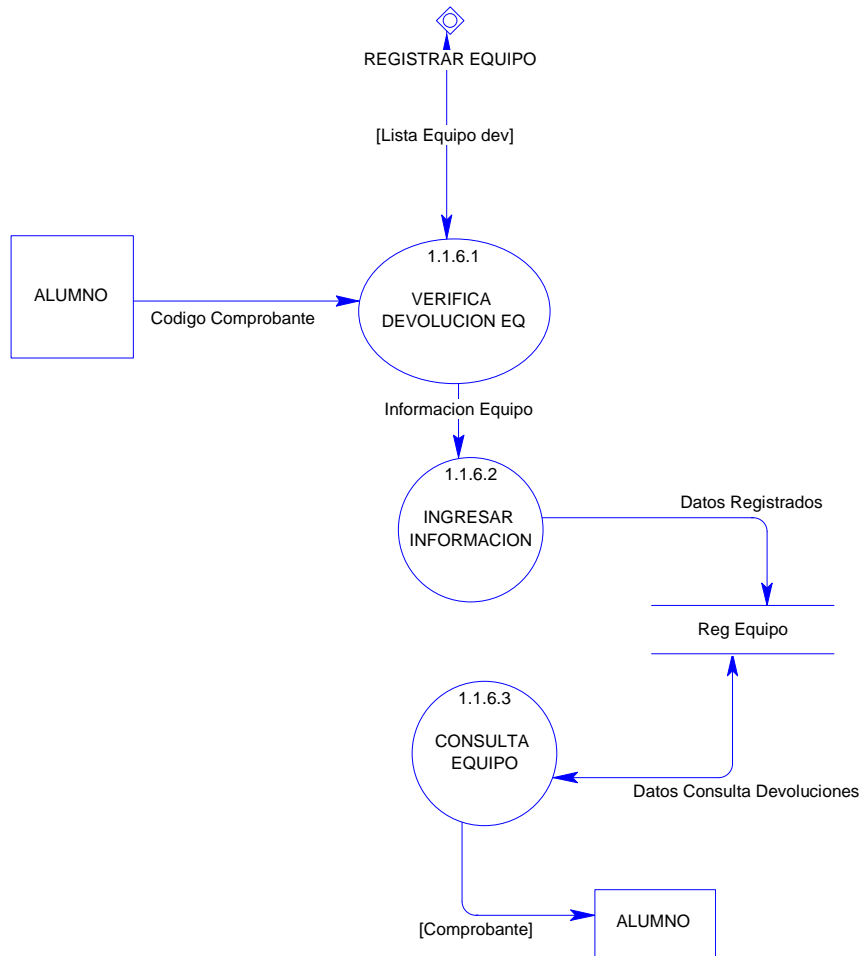 REGISTRAR EQUIPO
[Lista Equipo dev]
1.1.6.1
VERIFICA
DEVOLUCION EQ
ALUMNO
Codigo Comprobante
Informacion Equipo
1.1.6.2
INGRESAR
INFORMACION
Datos Registrados
Reg Equipo
1.1.6.3
CONSULTA
EQUIPO
Datos Consulta Devoluciones
[Comprobante]
ALUMNO